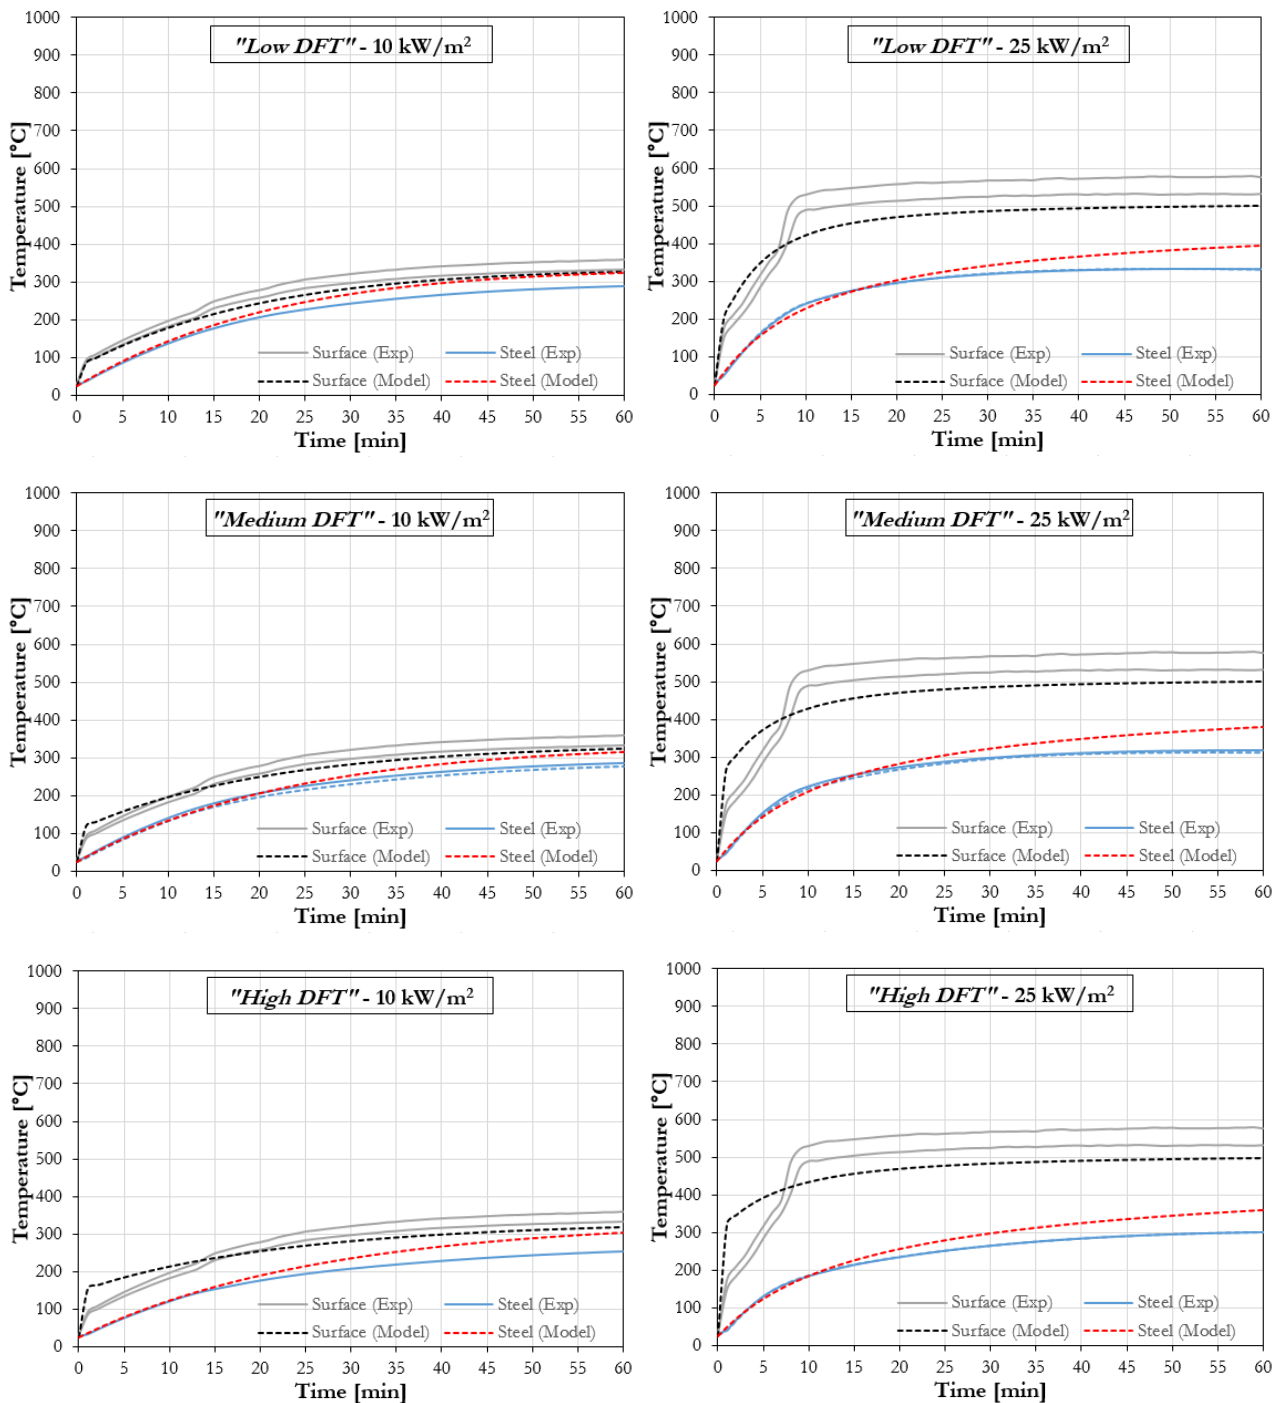 "Low DFT" - 10 kW/m²
Temperature [°C]
1000
900
800
700
600
500
400
300
200
100
0
Surface (Exp) Steel (Exp)
Surface (Model) Steel (Model)
0 5 10 15 20 25 30 35 40 45 50 55 60
Time [min]
"Low DFT" - 25 kW/m²
Temperature [°C]
1000
900
800
700
600
500
400
300
200
100
0
Surface (Exp) Steel (Exp)
Surface (Model) Steel (Model)
0 5 10 15 20 25 30 35 40 45 50 55 60
Time [min]
"Medium DFT" - 10 kW/m²
Temperature [°C]
1000
900
800
700
600
500
400
300
200
100
0
Surface (Exp) Steel (Exp)
Surface (Model) Steel (Model)
0 5 10 15 20 25 30 35 40 45 50 55 60
Time [min]
"Medium DFT" - 25 kW/m²
Temperature [°C]
1000
900
800
700
600
500
400
300
200
100
0
Surface (Exp) Steel (Exp)
Surface (Model) Steel (Model)
0 5 10 15 20 25 30 35 40 45 50 55 60
Time [min]
"High DFT" - 10 kW/m²
Temperature [°C]
1000
900
800
700
600
500
400
300
200
100
0
Surface (Exp) Steel (Exp)
Surface (Model) Steel (Model)
0 5 10 15 20 25 30 35 40 45 50 55 60
Time [min]
"High DFT" - 25 kW/m²
Temperature [°C]
1000
900
800
700
600
500
400
300
200
100
0
Surface (Exp) Steel (Exp)
Surface (Model) Steel (Model)
0 5 10 15 20 25 30 35 40 45 50 55 60
Time [min]